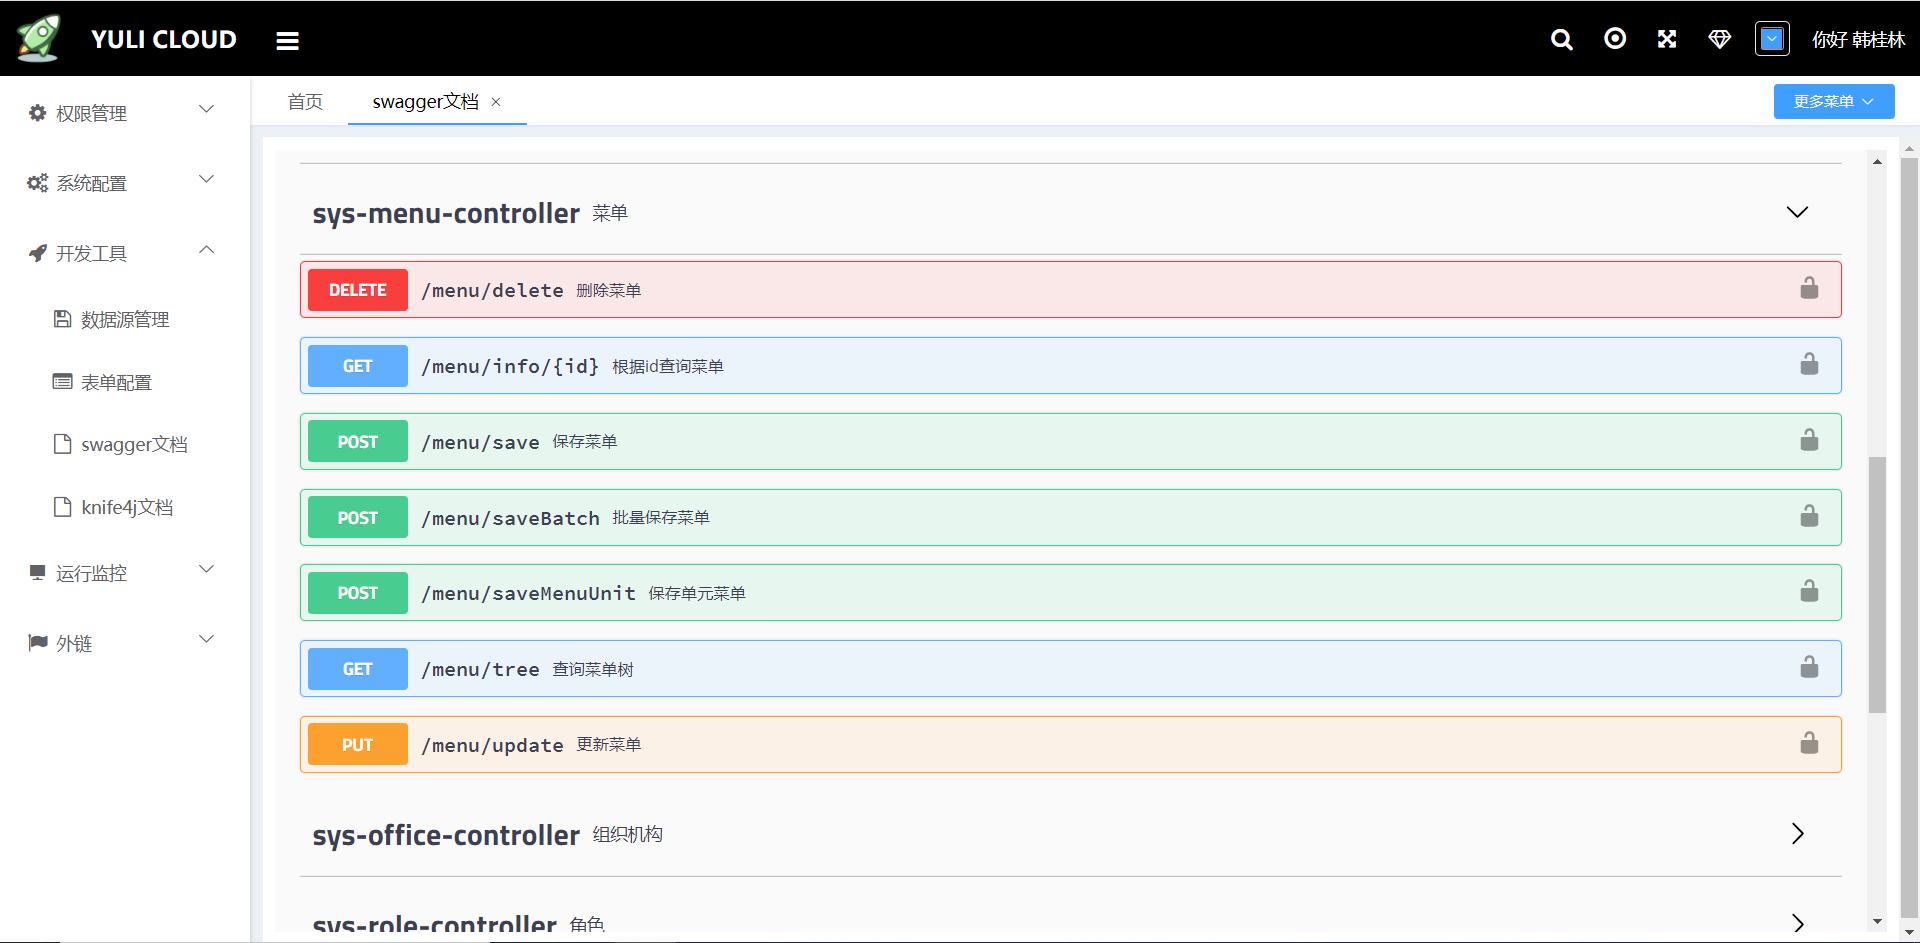 YULI CLOUD
你好 韩桂林
权限管理
系统配置
开发工具
数据源管理
表单配置
swagger文档
knife4j文档
运行监控
外链
首页
swagger文档 ×
更多菜单
sys-menu-controller 菜单
DELETE /menu/delete 删除菜单
GET /menu/info/{id} 根据id查询菜单
POST /menu/save 保存菜单
POST /menu/saveBatch 批量保存菜单
POST /menu/saveMenuUnit 保存单元菜单
GET /menu/tree 查询菜单树
PUT /menu/update 更新菜单
sys-office-controller 组织机构
sys-role-controller 角色